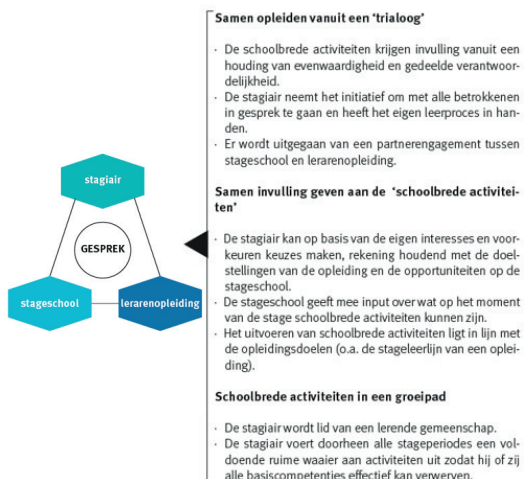 Samen opleiden vanuit een ‘trialoog’
· De schoolbrede activiteiten krijgen invulling vanuit een
houding van evenwaardigheid en gedeelde verantwoor-
delijkheid.
· De stagiair neemt het initiatief om met alle betrokkenen
in gesprek te gaan en heeft het eigen leerproces in han-
den.
· Er wordt uitgegaan van een partnerengagement tussen
stageschool en lerarenopleiding.
Samen invulling geven aan de ‘schoolbrede activitei-
ten’
· De stagiair kan op basis van de eigen interesses en voor-
keuren keuzes maken, rekening houdend met de doel-
stellingen van de opleiding en de opportuniteiten op de
stageschool.
· De stageschool geeft mee input over wat op het moment
van de stage schoolbrede activiteiten kunnen zijn.
· Het uitvoeren van schoolbrede activiteiten ligt in lijn met
de opleidingsdoelen (o.a. de stageleerlijn van een oplei-
ding).
Schoolbrede activiteiten in een groeipad
· De stagiair wordt lid van een lerende gemeenschap.
· De stagiair voert doorheen alle stageperiodes een vol-
doende ruime waaier aan activiteiten uit zodat hij of zij
alle basiscompetenties effectief kan verwerven.
stagiair
GESPREK
stageschool
lerarenopleiding